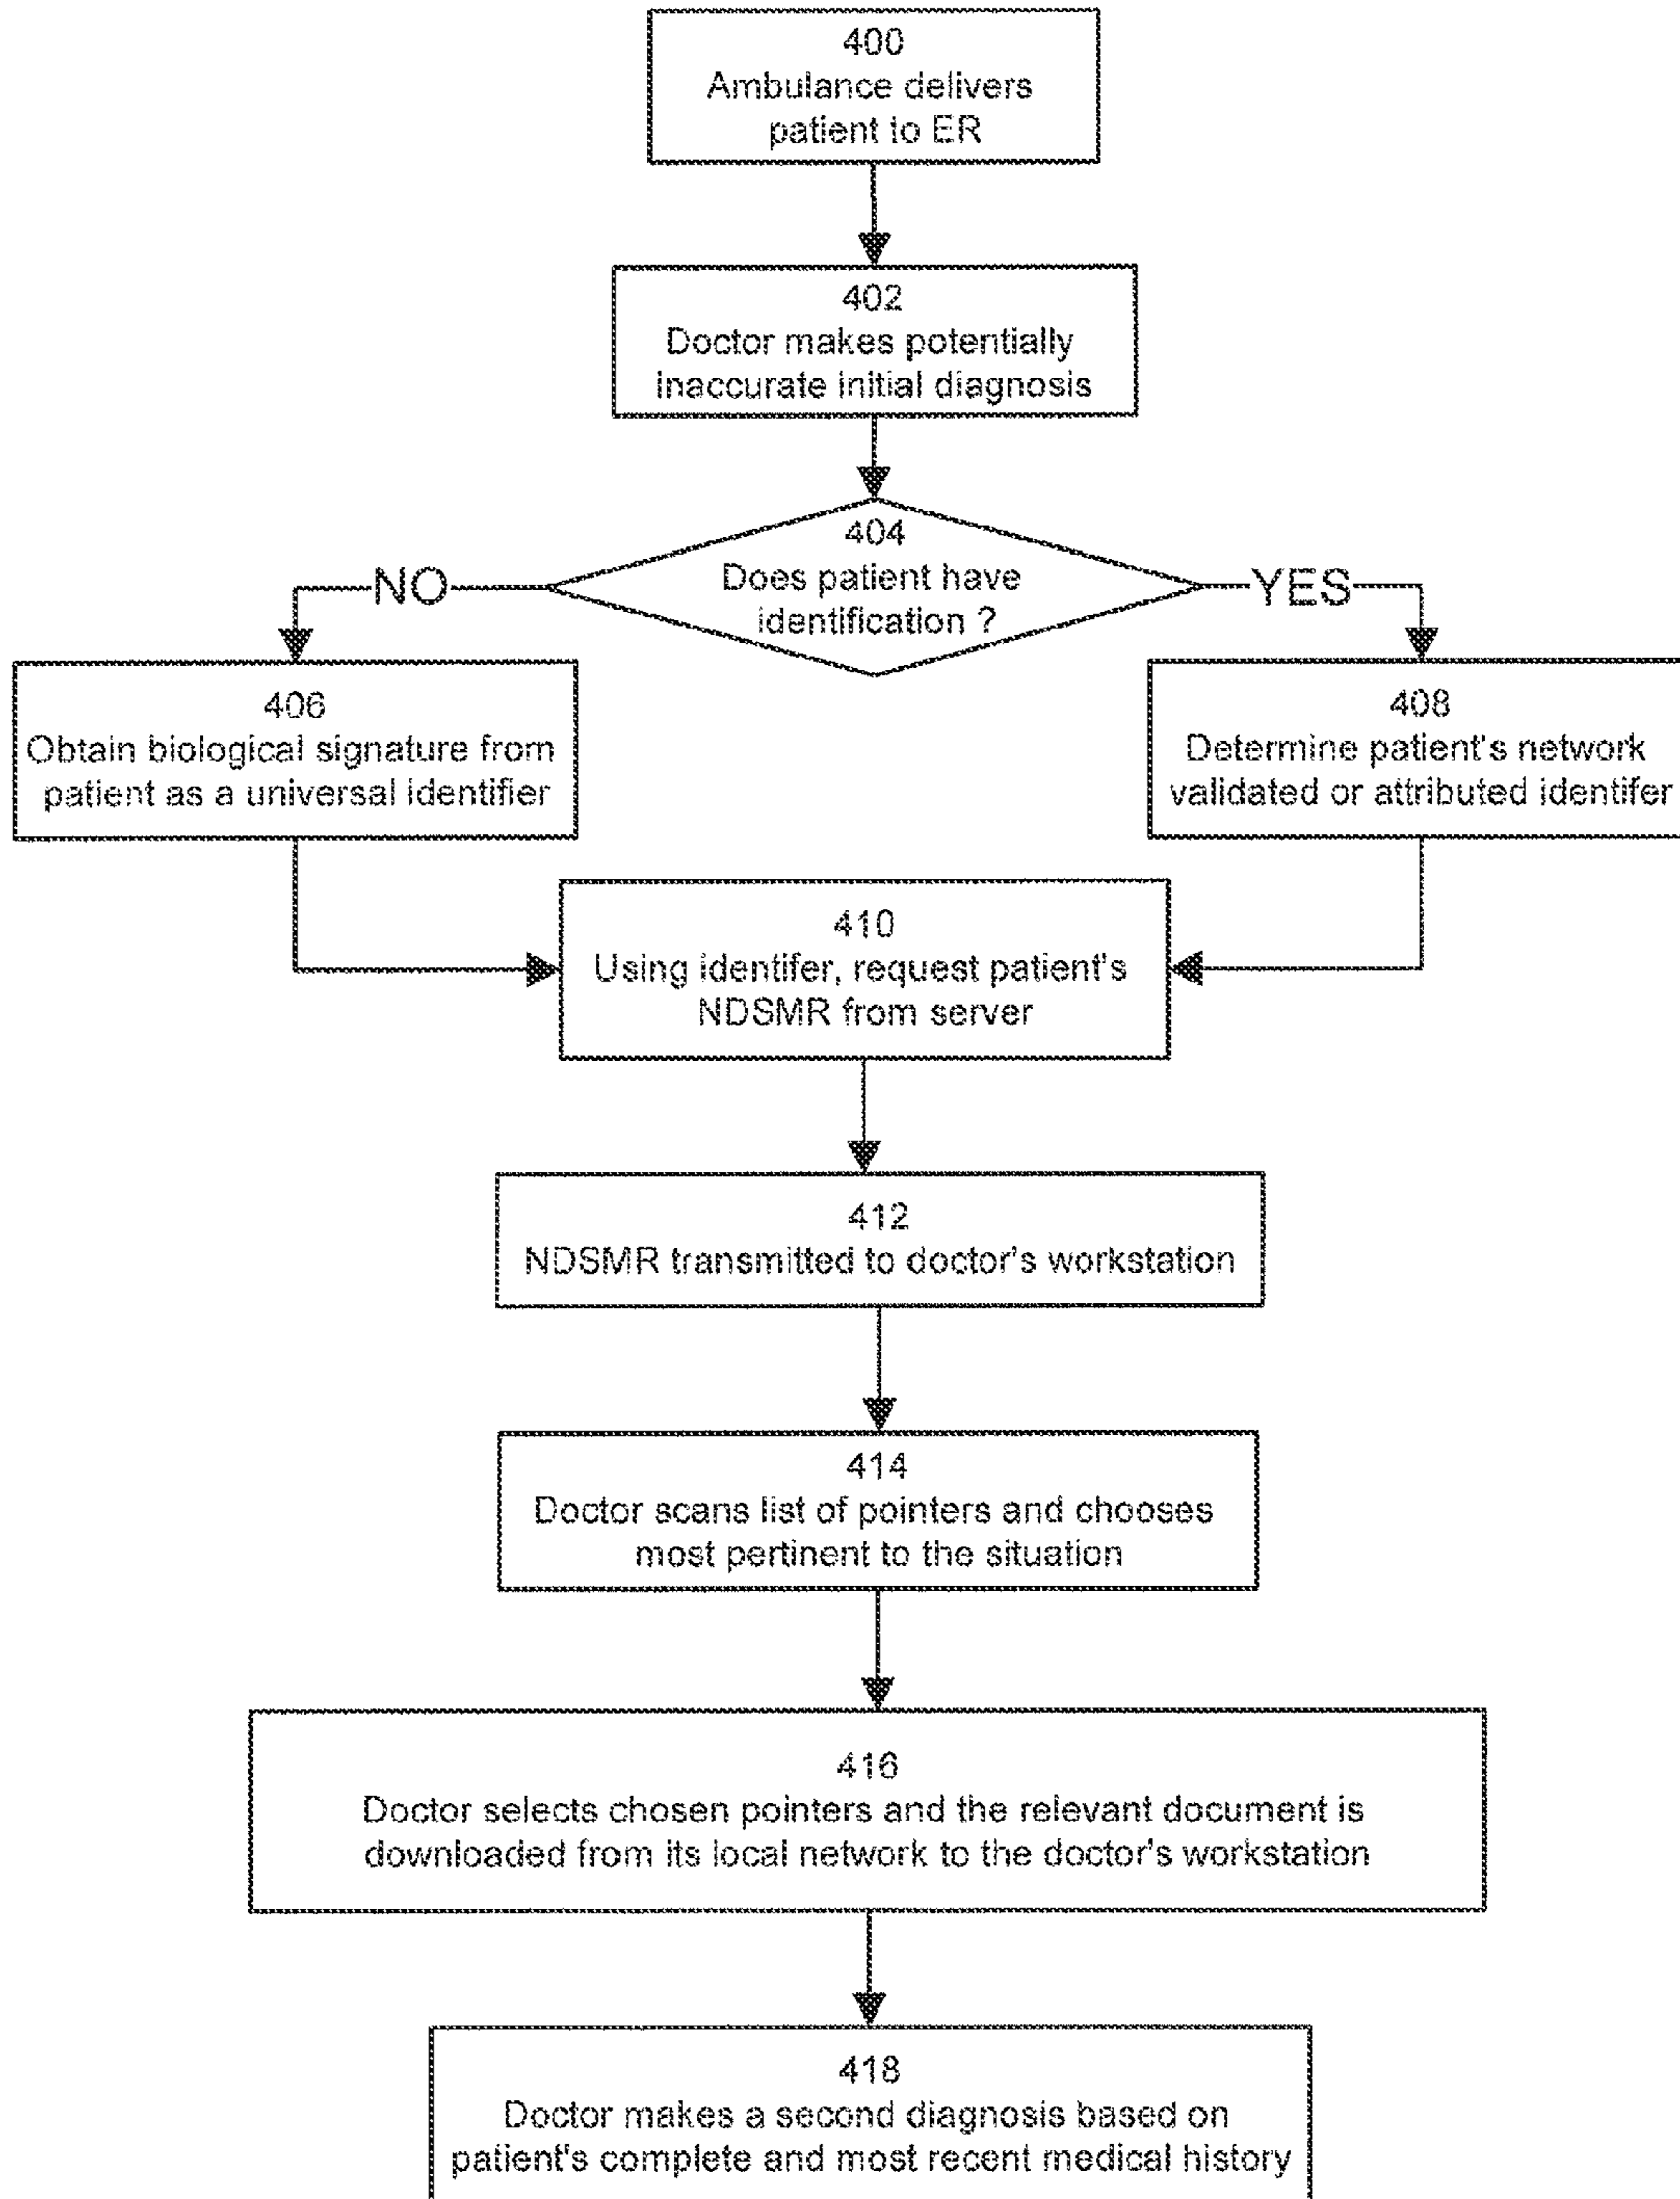 400
Ambulance delivers
patient to ER
402
Doctor makes potentially
inaccurate initial diagnosis
404
Does patient have
identification ?
NO
YES
406
Obtain biological signature from
patient as a universal identifier
408
Determine patient's network
validated or attributed identifer
410
Using identifer, request patient's
NDSMR from server
412
NDSMR transmitted to doctor's workstation
414
Doctor scans list of pointers and chooses
most pertinent to the situation
416
Doctor selects chosen pointers and the relevant document is
downloaded from its local network to the doctor's workstation
418
Doctor makes a second diagnosis based on
patient's complete and most recent medical history